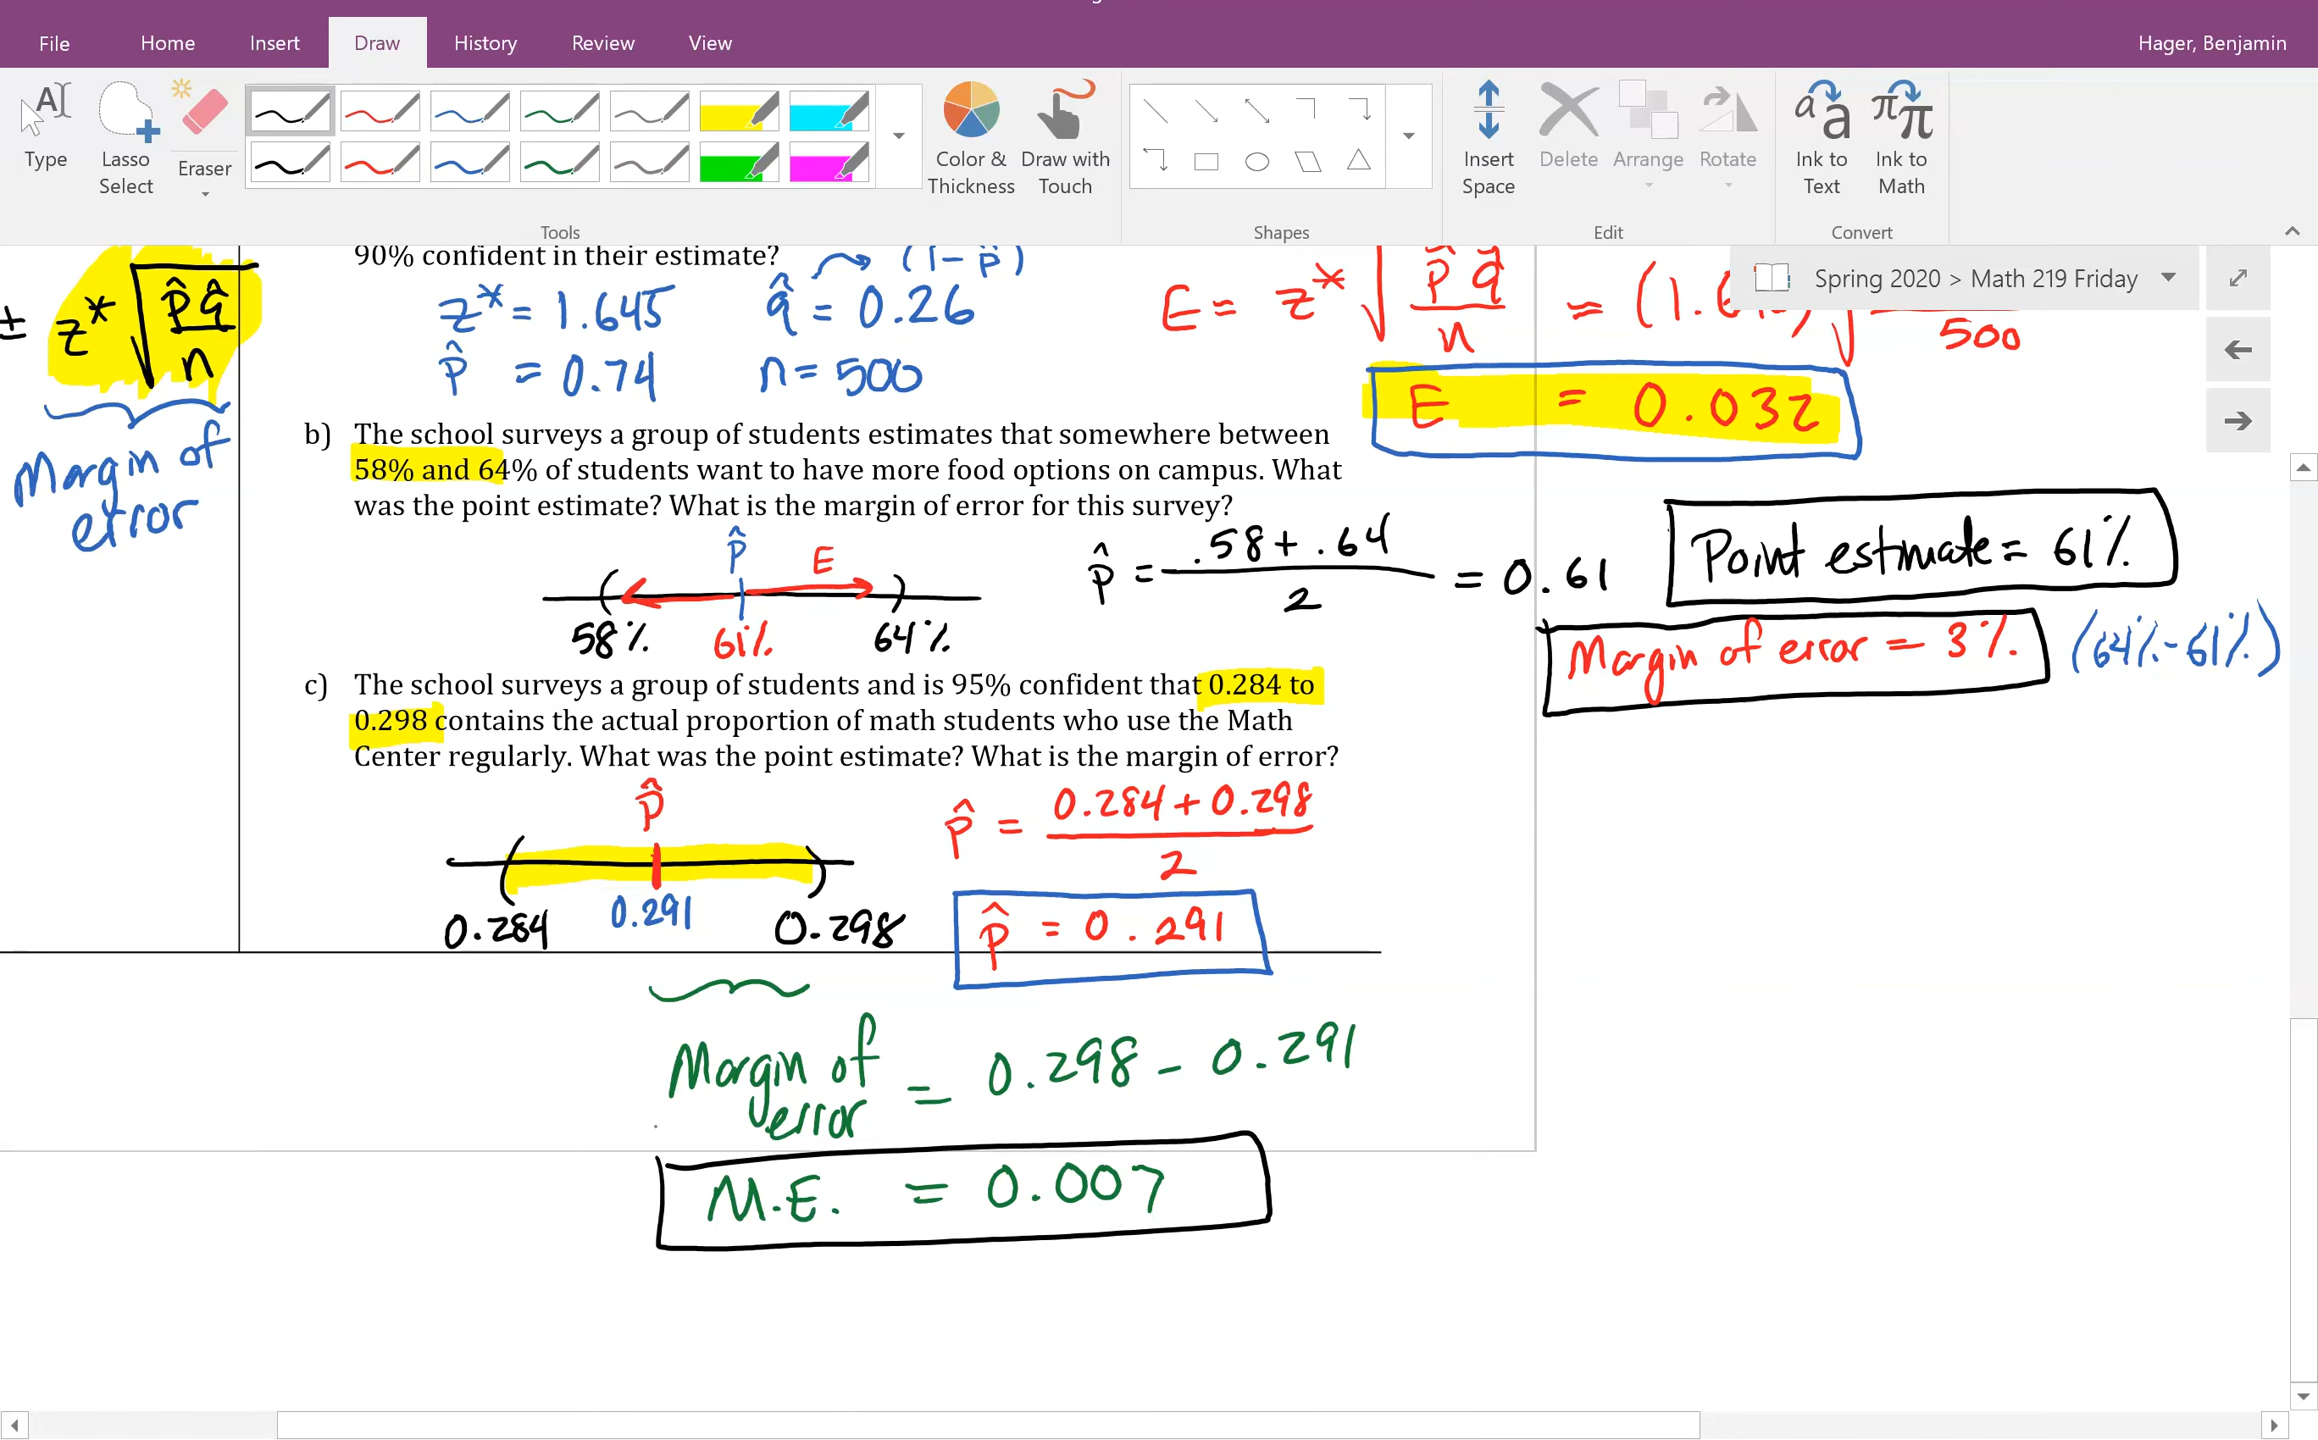 File Home Insert Draw History Review View Hager, Benjamin
Type
Lasso Select
Eraser
Color & Thickness
Draw with Touch
Insert Space
Delete
Arrange
Rotate
Ink to Text
Ink to Math
Tools Shapes Edit Convert
Spring 2020 > Math 219 Friday
90% confident in their estimate?
(1 - p̂)
± z* √(p̂ q̂ / n)
Margin of error
z* = 1.645 q̂ = 0.26
p̂ = 0.74 n = 500
E = z* √(p̂ q̂ / n) = (1.6
500
E = 0.032
b) The school surveys a group of students estimates that somewhere between
58% and 64% of students want to have more food options on campus. What
was the point estimate? What is the margin of error for this survey?
p̂ E
58% 61% 64%
p̂ = (.58 + .64) / 2 = 0.61
Point estimate = 61%
Margin of error = 3% (64% - 61%)
c) The school surveys a group of students and is 95% confident that 0.284 to
0.298 contains the actual proportion of math students who use the Math
Center regularly. What was the point estimate? What is the margin of error?
p̂
0.284 0.291 0.298
p̂ = (0.284 + 0.298) / 2
p̂ = 0.291
Margin of error = 0.298 - 0.291
M.E. = 0.007